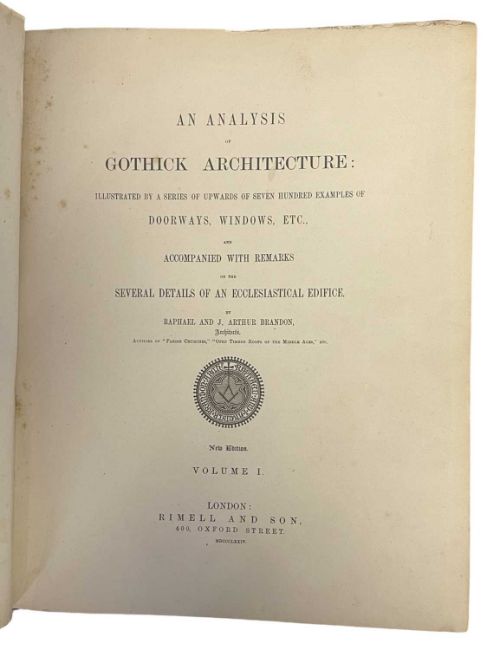 AN ANALYSIS
OF
GOTHICK ARCHITECTURE:
ILLUSTRATED BY A SERIES OF UPWARDS OF SEVEN HUNDRED EXAMPLES OF
DOORWAYS, WINDOWS, ETC.,
AND
ACCOMPANIED WITH REMARKS
ON THE
SEVERAL DETAILS OF AN ECCLESIASTICAL EDIFICE.
BY
RAPHAEL AND J. ARTHUR BRANDON,
Architects,
AUTHORS OF "PARISH CHURCHES," "OPEN TIMBER ROOFS OF THE MIDDLE AGES," ETC.
New Edition.
VOLUME I.
LONDON:
RIMELL AND SON,
400, OXFORD STREET.
MDCCCLXXIV.